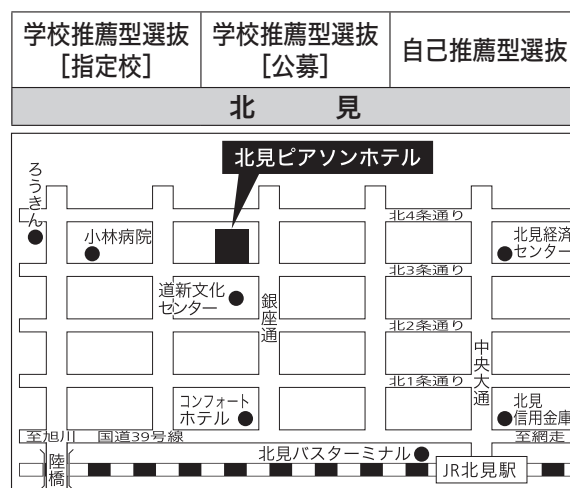 学校推薦型選抜
[指定校]
学校推薦型選抜
[公募]
自己推薦型選抜
北 見
北見ピアソンホテル
ろうきん
北4条通り
小林病院
北見経済
センター
北3条通り
道新文化
センター
銀座通
北2条通り
中央大通
北1条通り
コンフォート
ホテル
北見
信用金庫
至旭川 国道39号線
至網走
北見バスターミナル
陸橋
JR北見駅